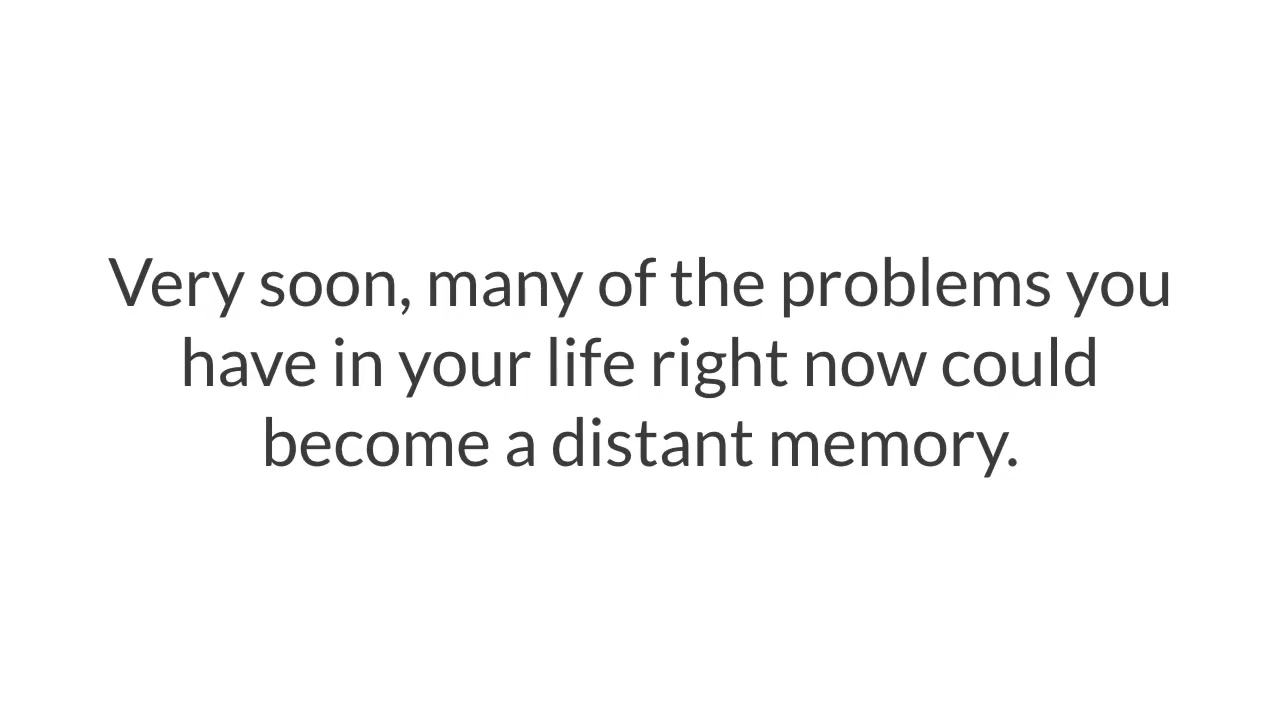 Very soon, many of the problems you
have in your life right now could
become a distant memory.